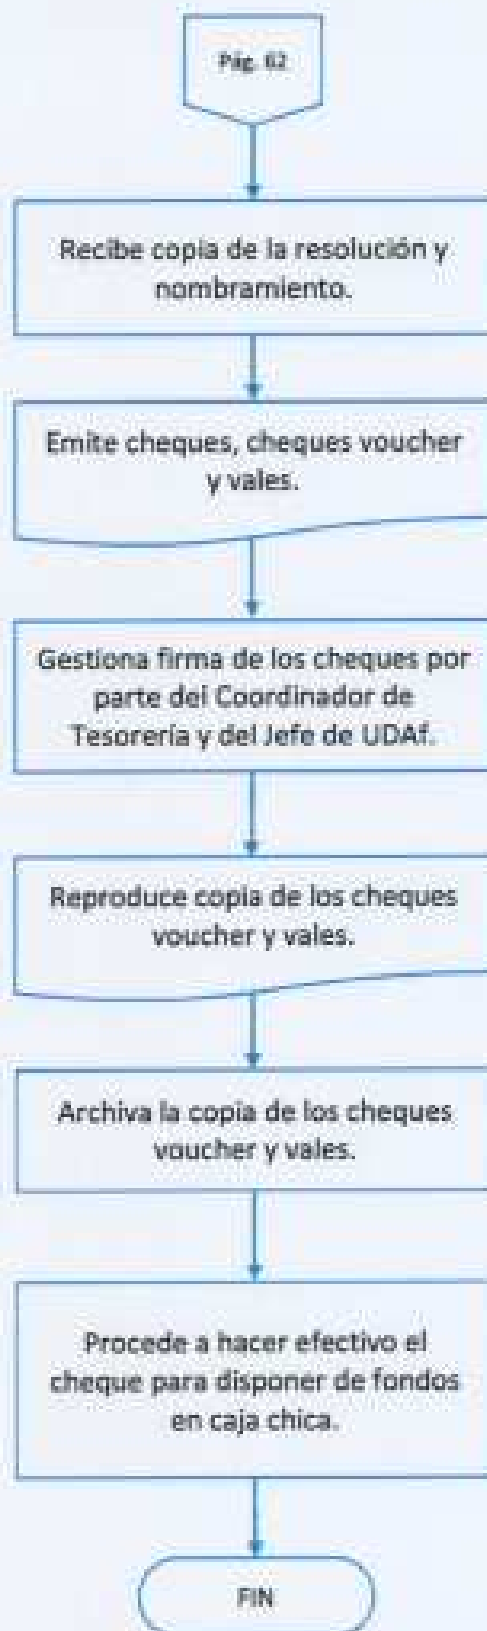 Pág. 62
Recibe copia de la resolución y
nombramiento.
Emite cheques, cheques voucher
y vales.
Gestiona firma de los cheques por
parte del Coordinador de
Tesorería y del Jefe de UDAf.
Reproduce copia de los cheques
voucher y vales.
Archiva la copia de los cheques
voucher y vales.
Procede a hacer efectivo el
cheque para disponer de fondos
en caja chica.
FIN